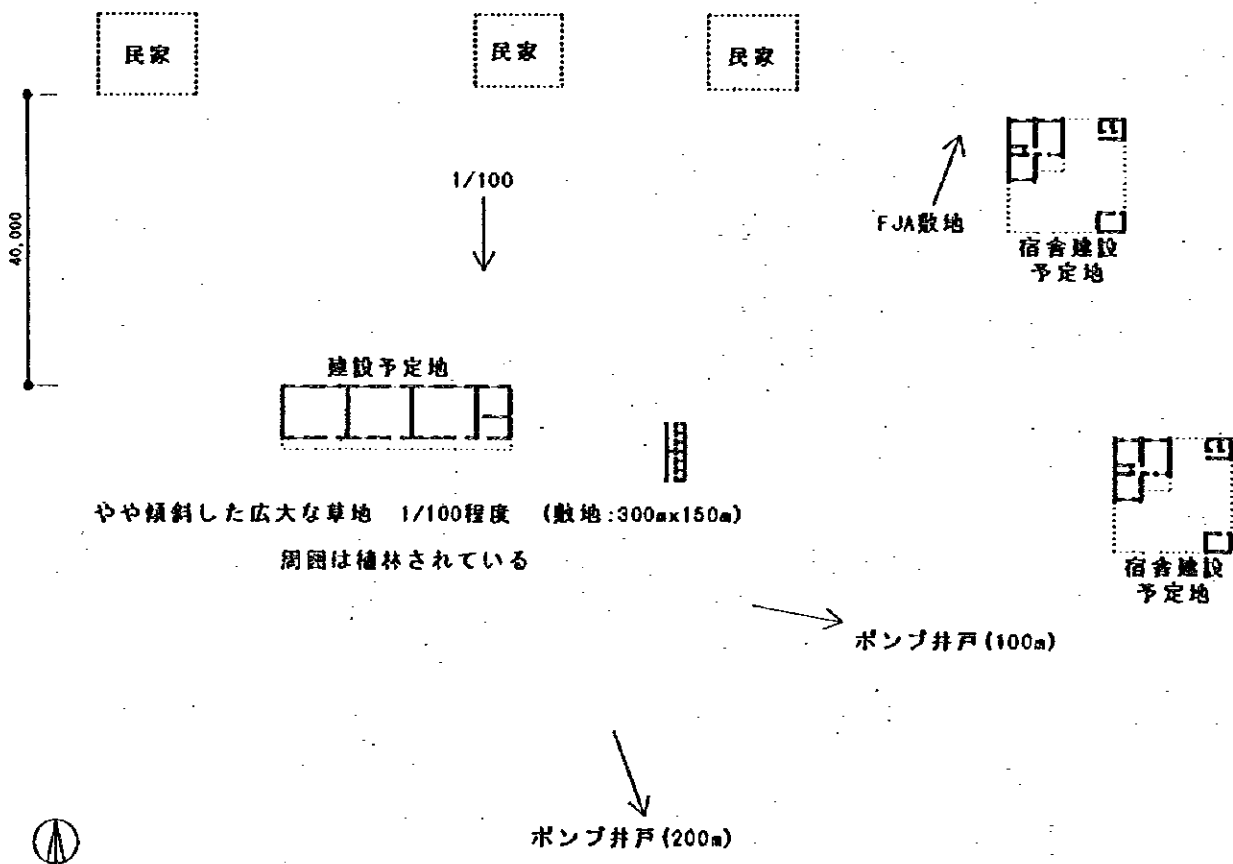 民家
民家
民家
40,000
1/100
FJA敷地
宿舎建設
予定地
建設予定地
やや傾斜した広大な草地 1/100程度 (敷地:300mx150m)
周囲は植林されている
宿舎建設
予定地
ポンプ井戸(100m)
ポンプ井戸(200m)